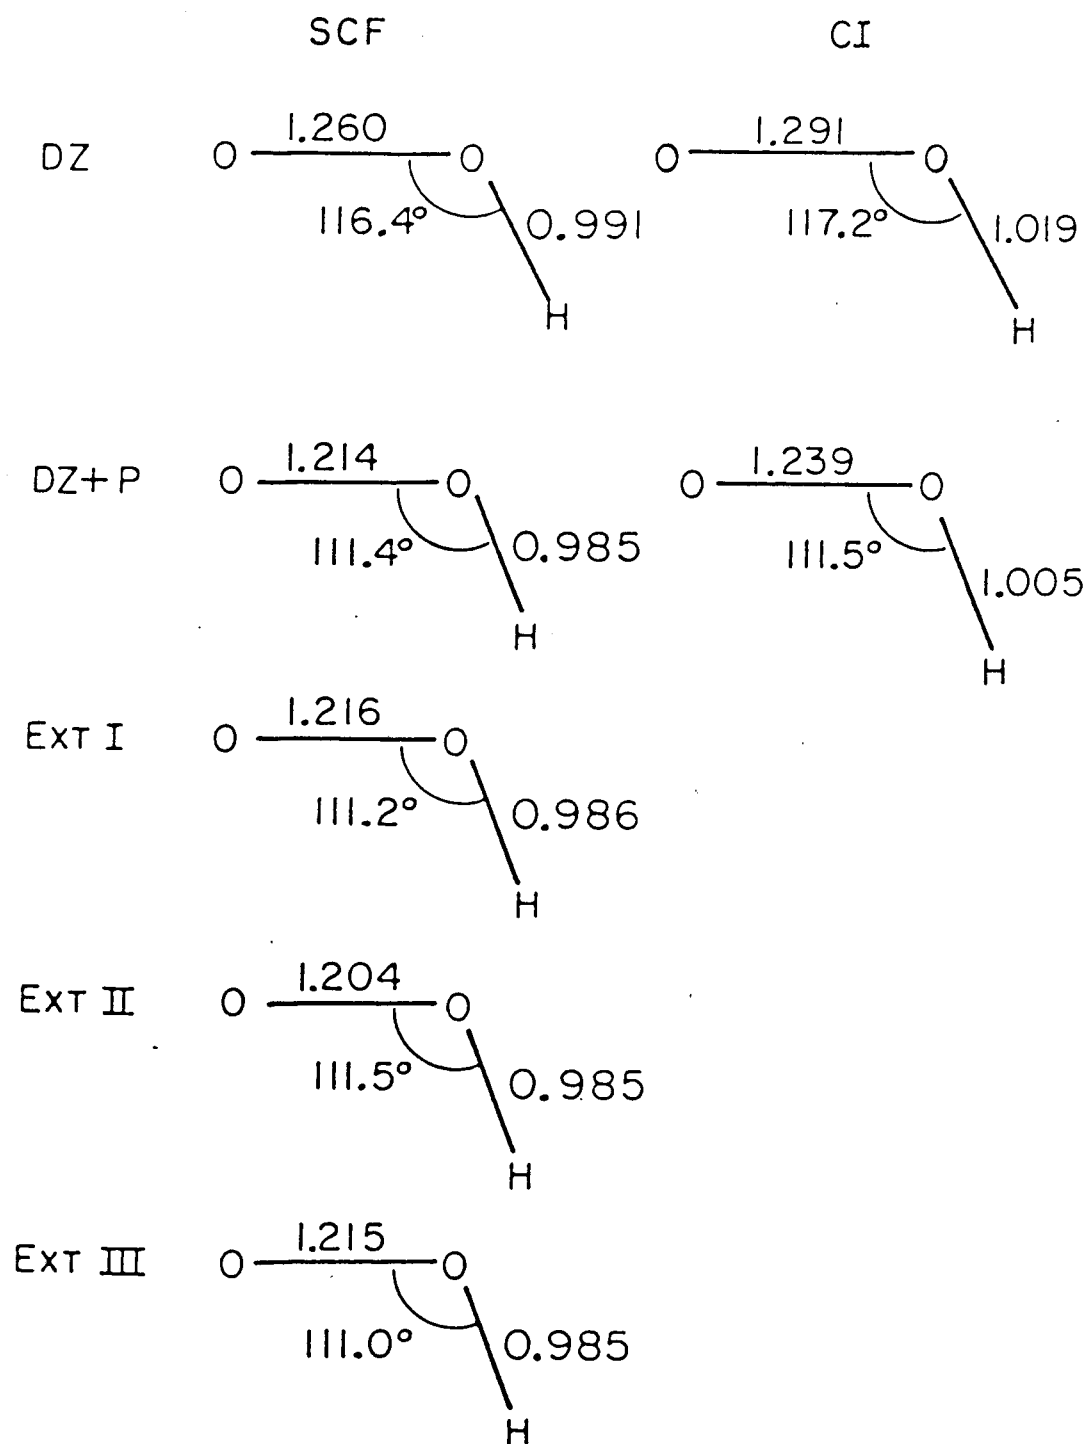 SCF CI
1.260 1.291
DZ O O O O
116.4° 0.991 117.2° 1.019
H H
1.214 1.239
DZ+P O O O O
111.4° 0.985 111.5° 1.005
H H
1.216
EXT I O O
111.2° 0.986
H
1.204
EXT II O O
111.5° 0.985
H
1.215
EXT III O O
111.0° 0.985
H